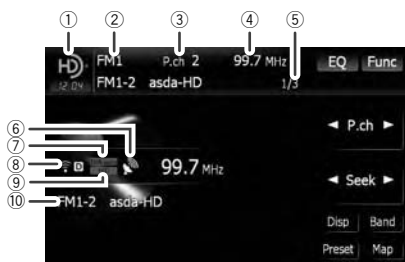 ① ② ③ ④ ⑤
HD FM1 P.ch 2 99.7 MHz EQ Func
12:04 FM1-2 asda-HD 1/3
◄ P.ch ►
⑥
⑦
⑧ D 99.7 MHz
◄ Seek ►
⑨
⑩ FM1-2 asda-HD
Disp Band
Preset Map